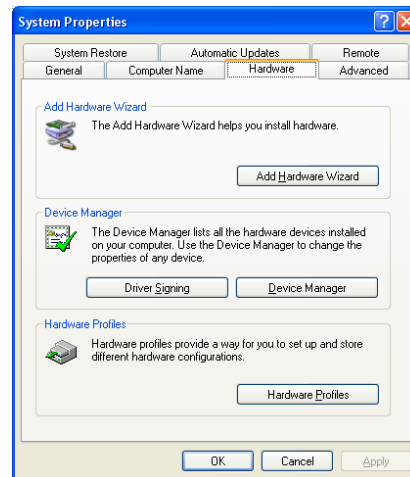 System Properties
System Restore Automatic Updates Remote
General Computer Name Hardware Advanced
Add Hardware Wizard
The Add Hardware Wizard helps you install hardware.
Add Hardware Wizard
Device Manager
The Device Manager lists all the hardware devices installed
on your computer. Use the Device Manager to change the
properties of any device.
Driver Signing Device Manager
Hardware Profiles
Hardware profiles provide a way for you to set up and store
different hardware configurations.
Hardware Profiles
OK Cancel Apply